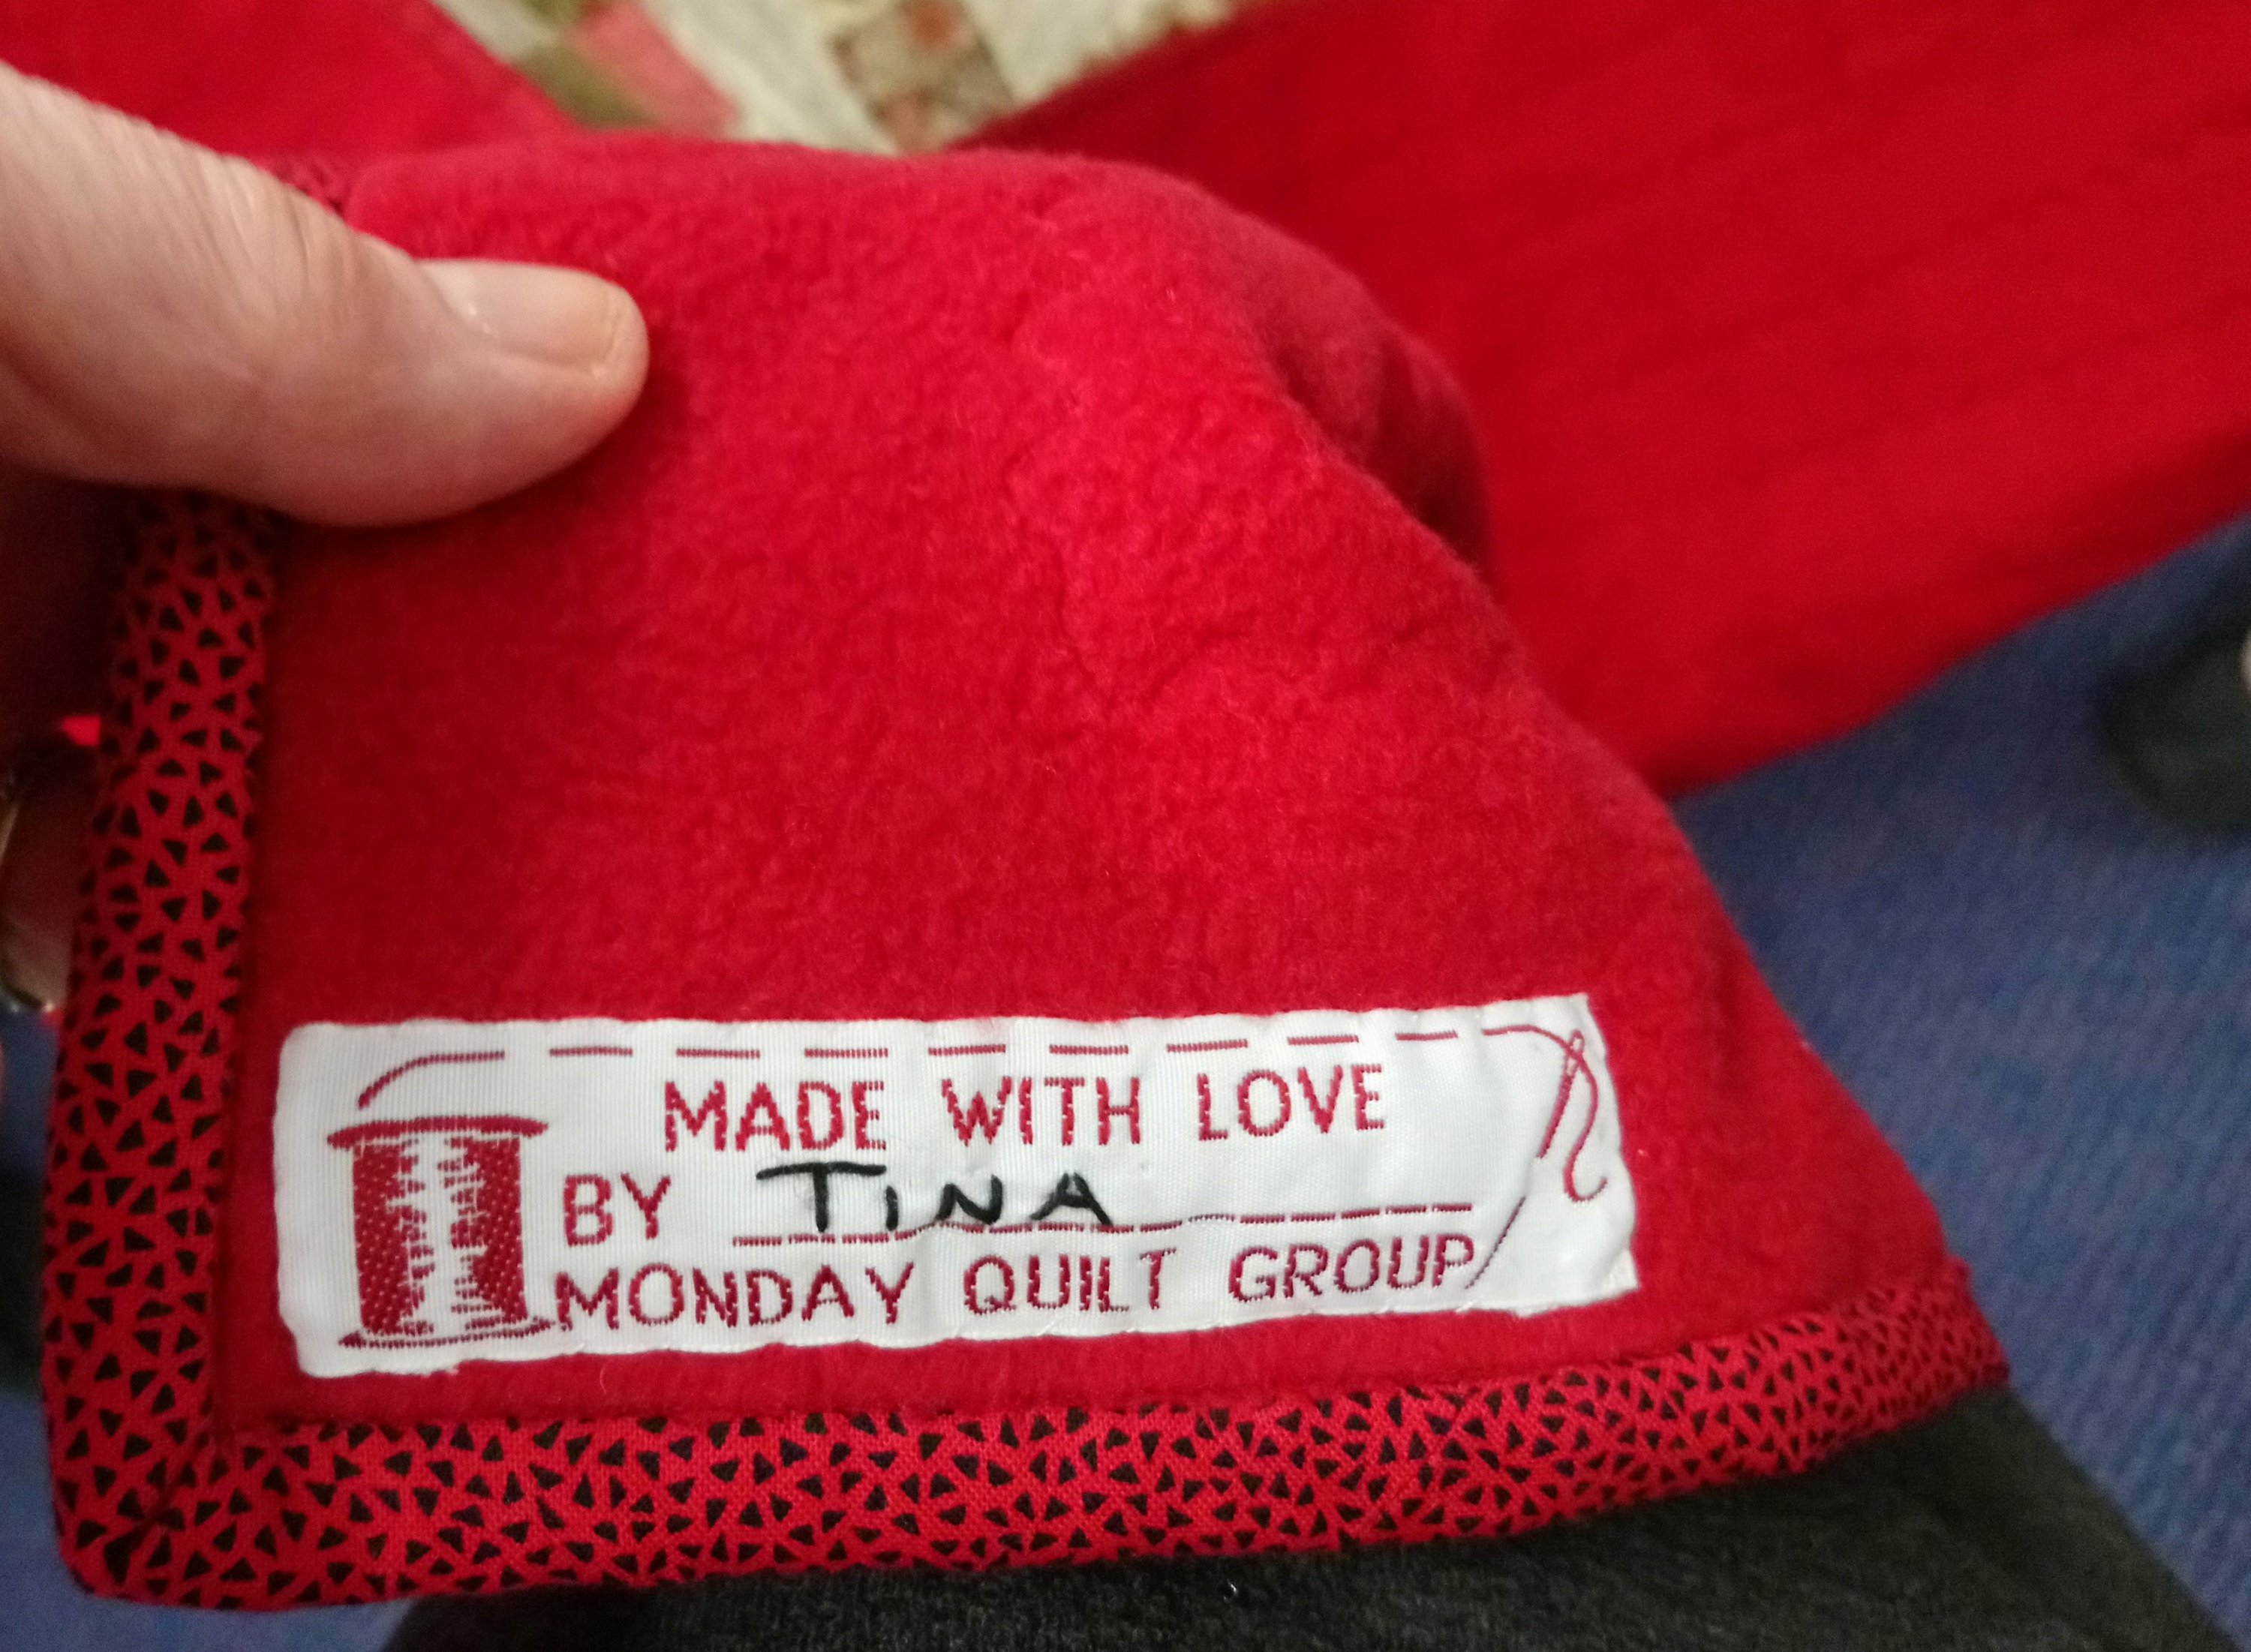 MADE WITH LOVE
BY TINA
MONDAY QUILT GROUP